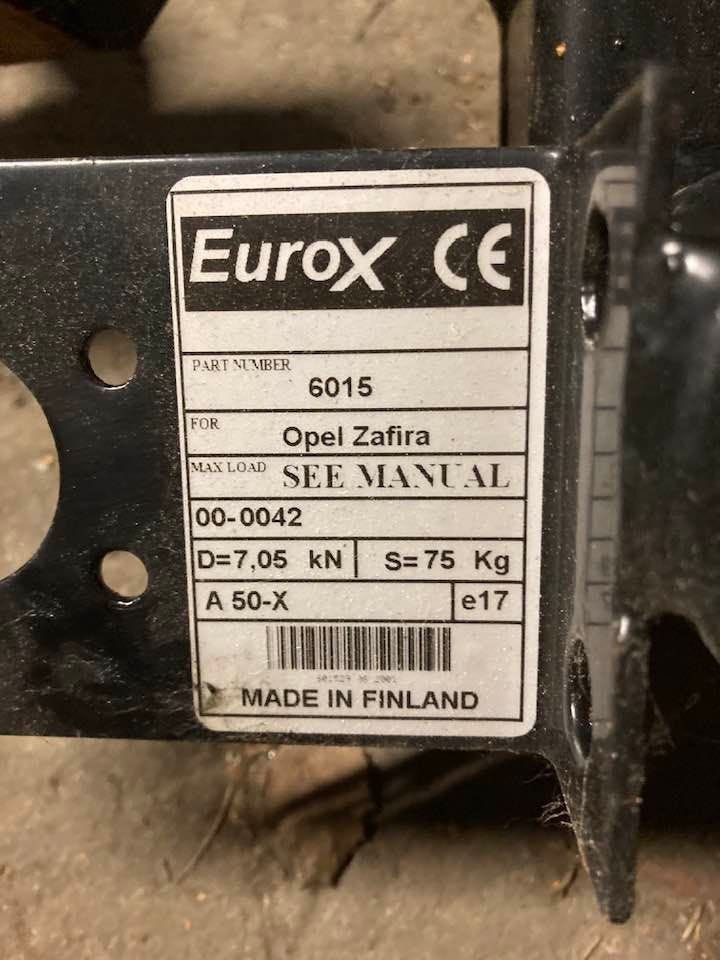 Eurox CE
PART NUMBER 6015
FOR Opel Zafira
MAX LOAD SEE MANUAL
00-0042
D=7,05 kN S=75 Kg
A 50-X e17
MADE IN FINLAND